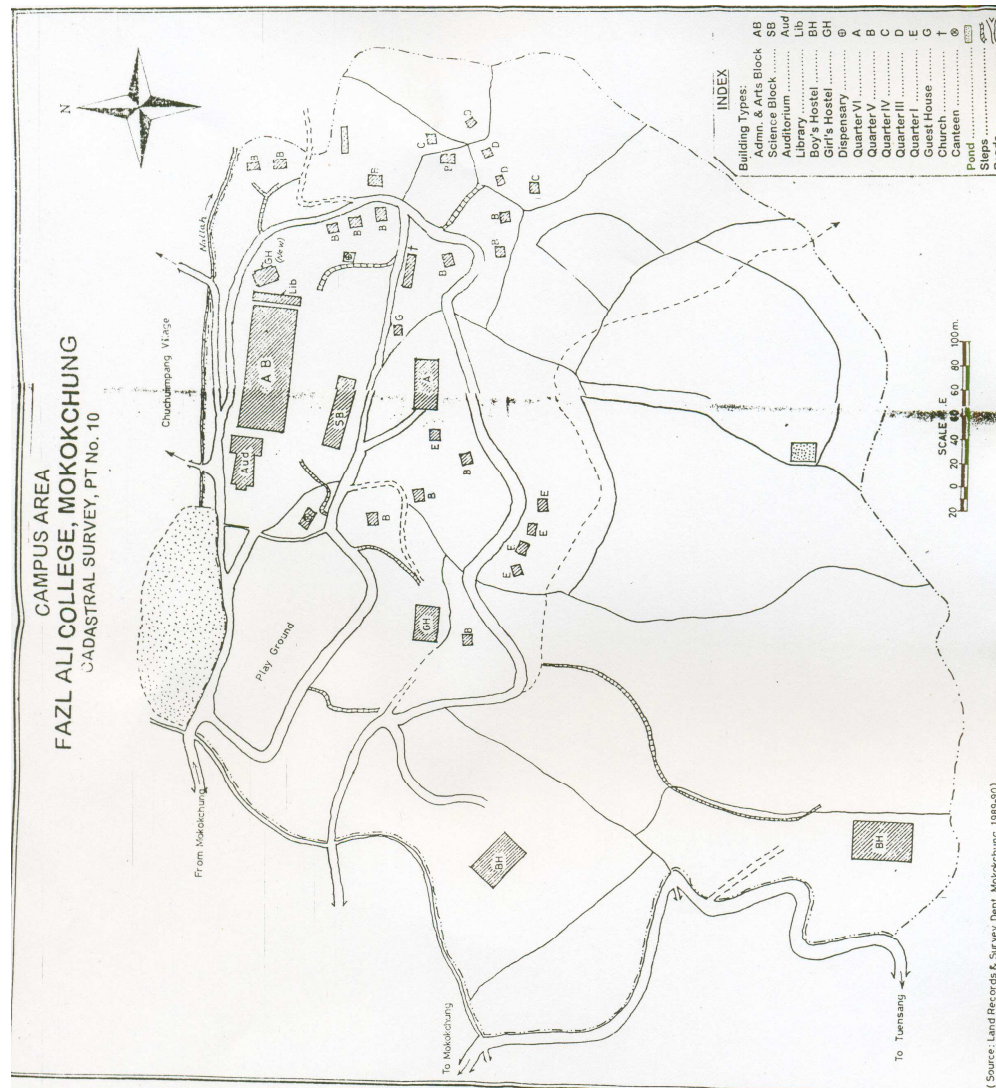 CAMPUS AREA
FAZL ALI COLLEGE, MOKOKCHUNG
CADASTRAL SURVEY, PT No. 10
N
INDEX
Building Types:
Admn. & Arts Block AB
Science Block SB
Auditorium Aud
Library Lib
Boy's Hostel BH
Girl's Hostel GH
Dispensary ⊕
Quarter VI A
Quarter V B
Quarter IV C
Quarter III D
Quarter I E
Guest House G
Church †
Canteen ⊗
Pond
Steps
From Mokokchung
Chuchuimpang Village
Nallah
Play Ground
Aud
AB
Lib
GH
(New)
B
B
B
B
B
SB
G
†
A
B
B
B
C
D
D
D
C
E
B
B
B
E
E
E
E
GH
B
BH
BH
To Mokokchung
To Tuensang
SCALE
20 0 20 40 60 80 100m.
(Source: Land Records & Survey Dept. Mokokchung, 1989-90)